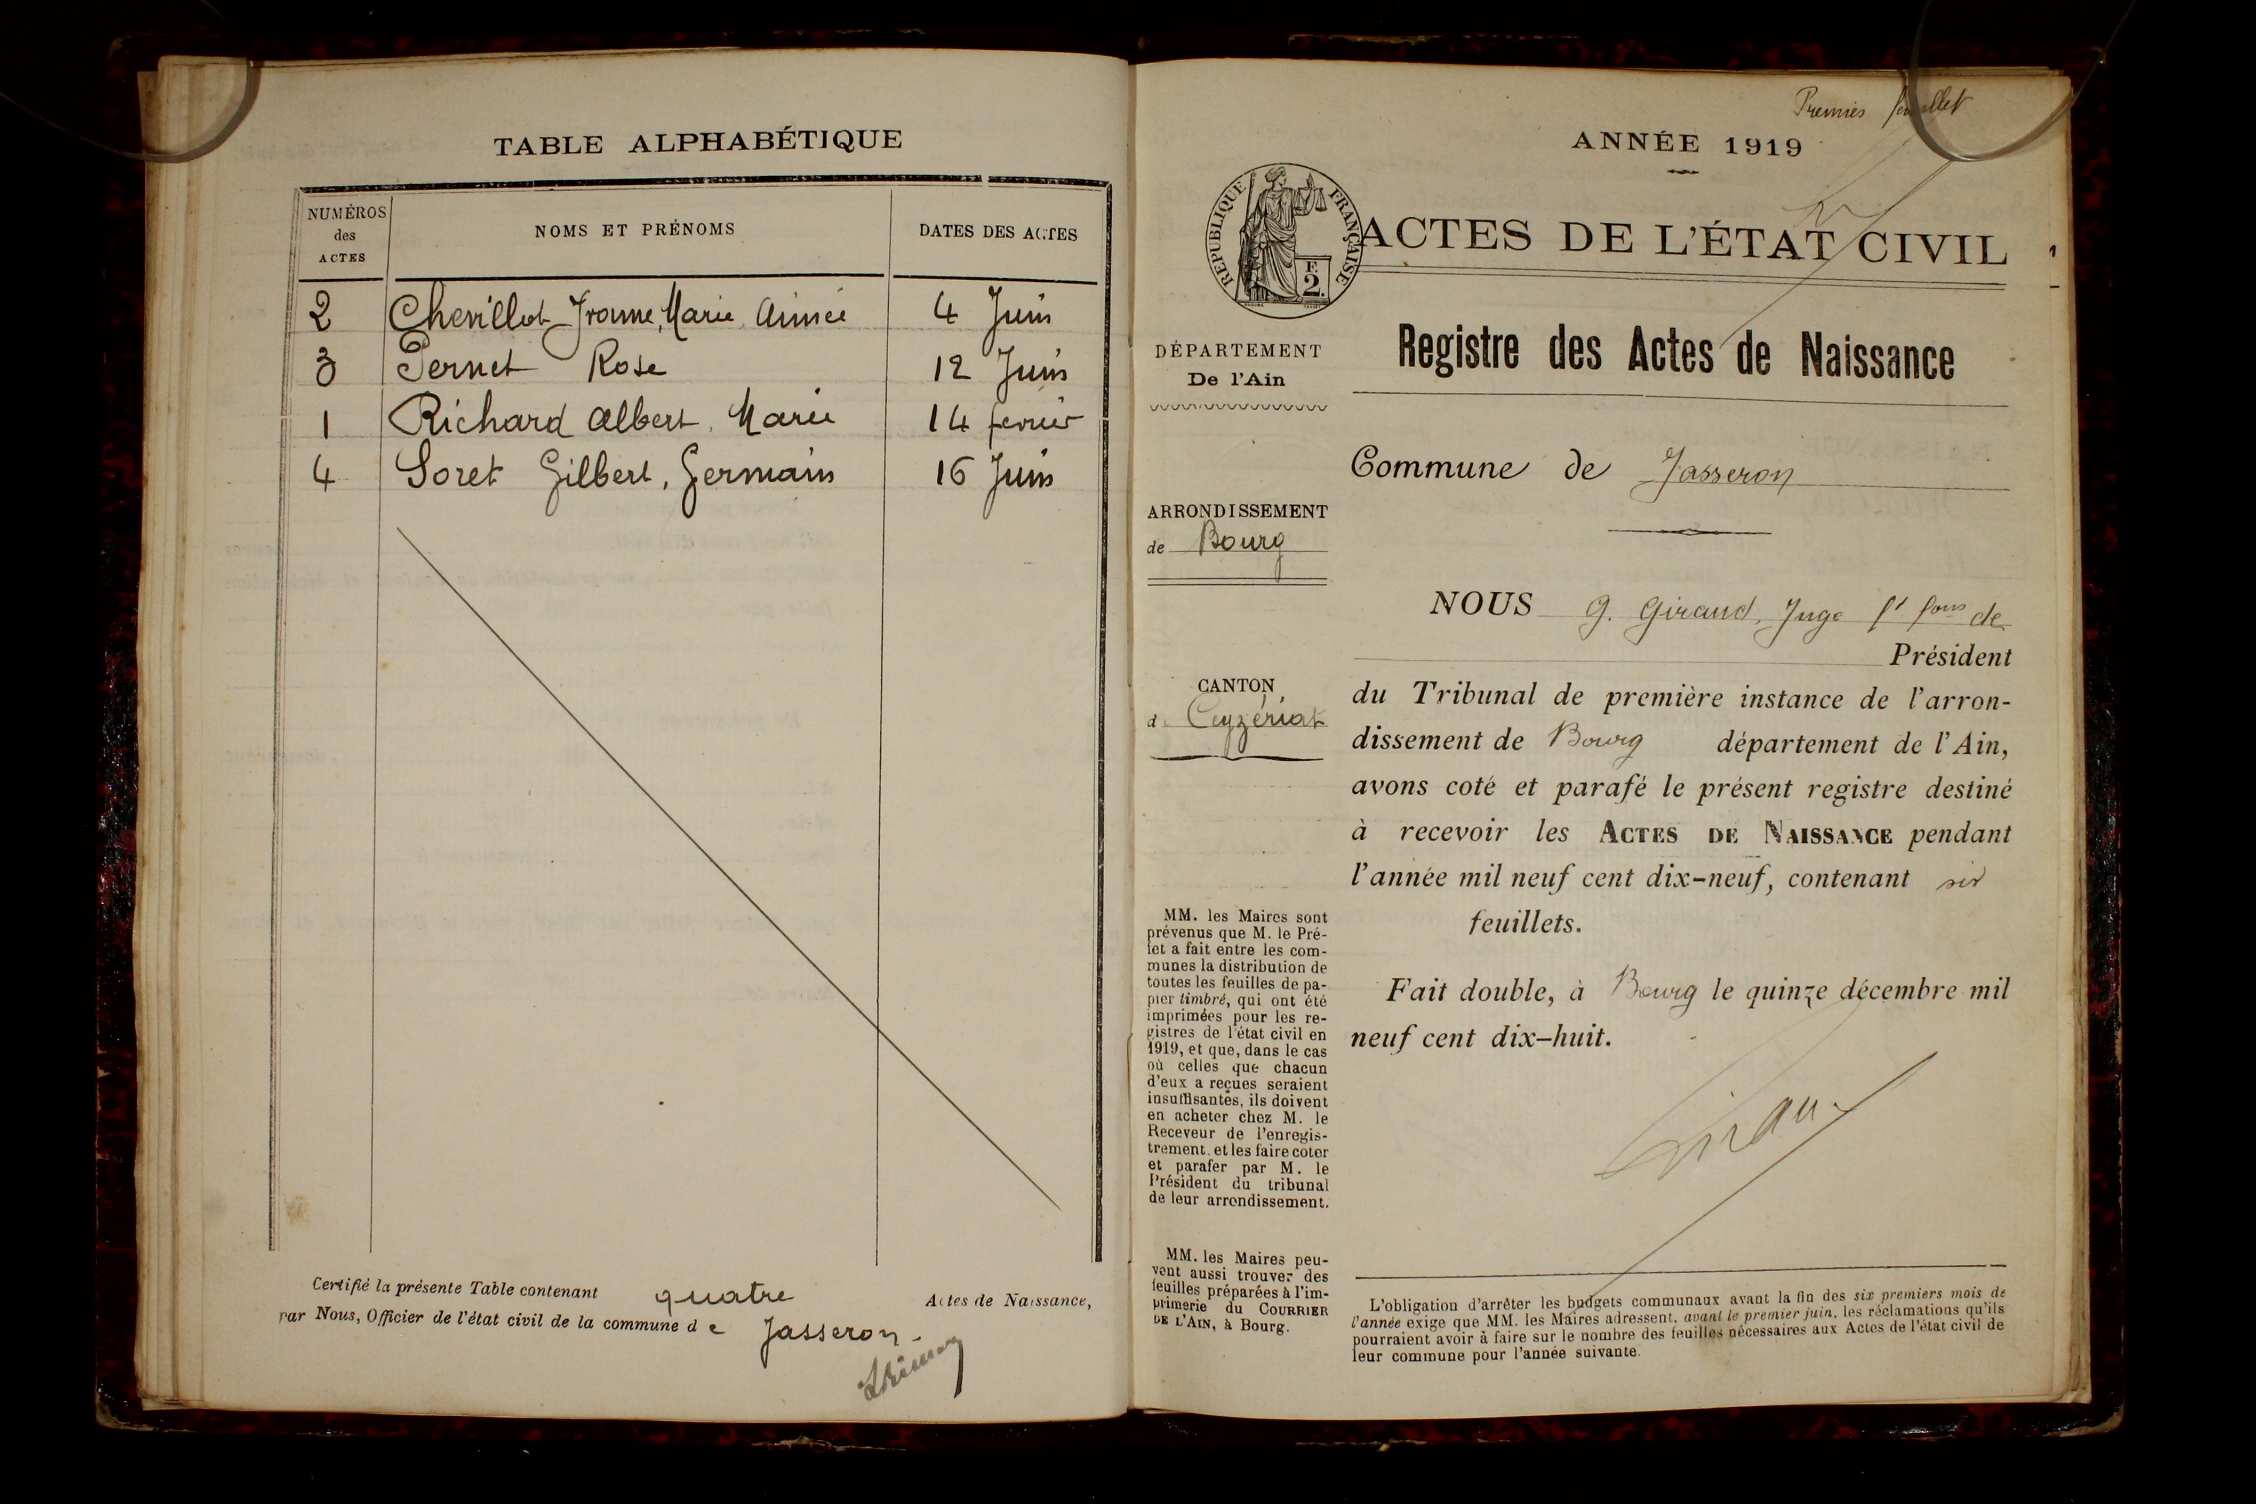 TABLE ALPHABÉTIQUE
NUMÉROS
des
ACTES
NOMS ET PRÉNOMS
DATES DES ACTES
2 Chevillot Yvonne, Marie Aimée 4 Juin
3 Pernet Rose 12 Juin
1 Richard Albert Marie 14 fevrier
4 Soret Gilbert, Germain 16 Juin
Certifié la présente Table contenant quatre Actes de Naissance,
par Nous, Officier de l'état civil de la commune de Jasseron
Premier feuillet
ANNÉE 1919
RÉPUBLIQUE FRANÇAISE
2
ACTES DE L'ÉTAT CIVIL
Registre des Actes de Naissance
DÉPARTEMENT
De l'Ain
Commune de Jasseron
ARRONDISSEMENT
de Bourg
CANTON
d Ceyzériat
NOUS G. Giraud, Juge ft fons de
Président
du Tribunal de première instance de l'arron-
dissement de Bourg département de l'Ain,
avons coté et parafé le présent registre destiné
à recevoir les ACTES DE NAISSANCE pendant
l'année mil neuf cent dix-neuf, contenant six
feuillets.
Fait double, à Bourg le quinze décembre mil
neuf cent dix-huit.
MM. les Maires sont
prévenus que M. le Pré-
fet a fait entre les com-
munes la distribution de
toutes les feuilles de pa-
pier timbré, qui ont été
imprimées pour les re-
gistres de l'état civil en
1919, et que, dans le cas
où celles que chacun
d'eux a reçues seraient
insuffisantes, ils doivent
en acheter chez M. le
Receveur de l'enregis-
trement. et les faire coter
et parafer par M. le
Président du tribunal
de leur arrondissement.
MM. les Maires peu-
vent aussi trouver des
feuilles préparées à l'im-
primerie du COURRIER
DE L'AIN, à Bourg.
L'obligation d'arrêter les budgets communaux avant la fin des six premiers mois de
l'année exige que MM. les Maires adressent, avant le premier juin, les réclamations qu'ils
pourraient avoir à faire sur le nombre des feuilles nécessaires aux Actes de l'état civil de
leur commune pour l'année suivante.